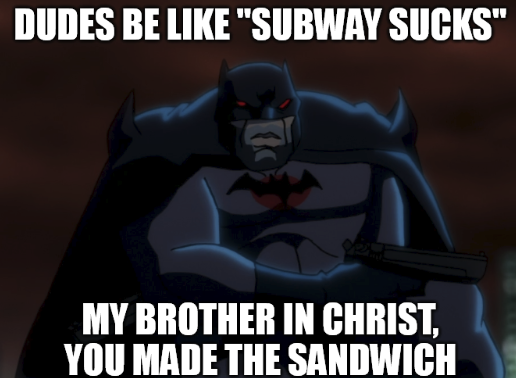 DUDES BE LIKE "SUBWAY SUCKS"
MY BROTHER IN CHRIST,
YOU MADE THE SANDWICH